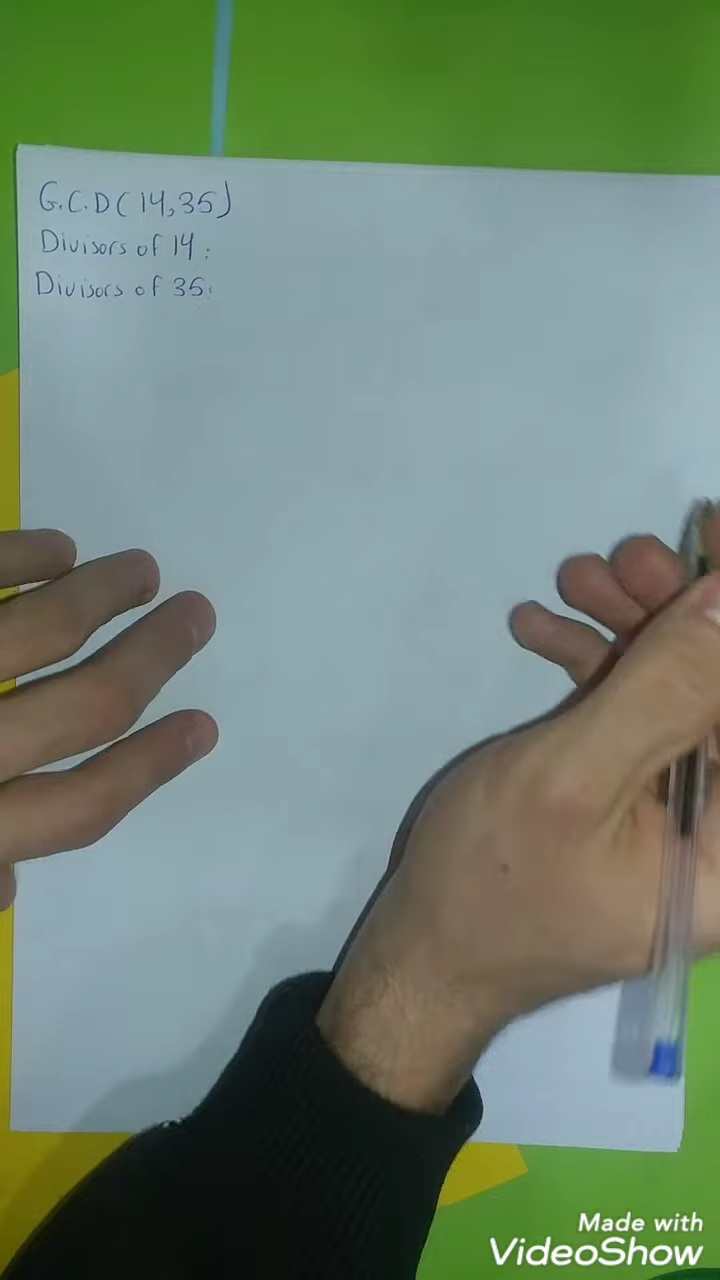 G.C.D(14,35)
Divisors of 14:
Divisors of 35:
Made with
VideoShow